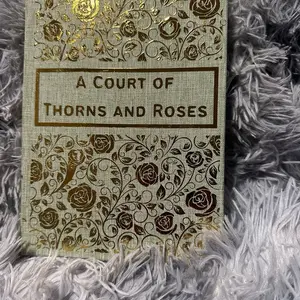 A COURT OF
THORNS AND ROSES